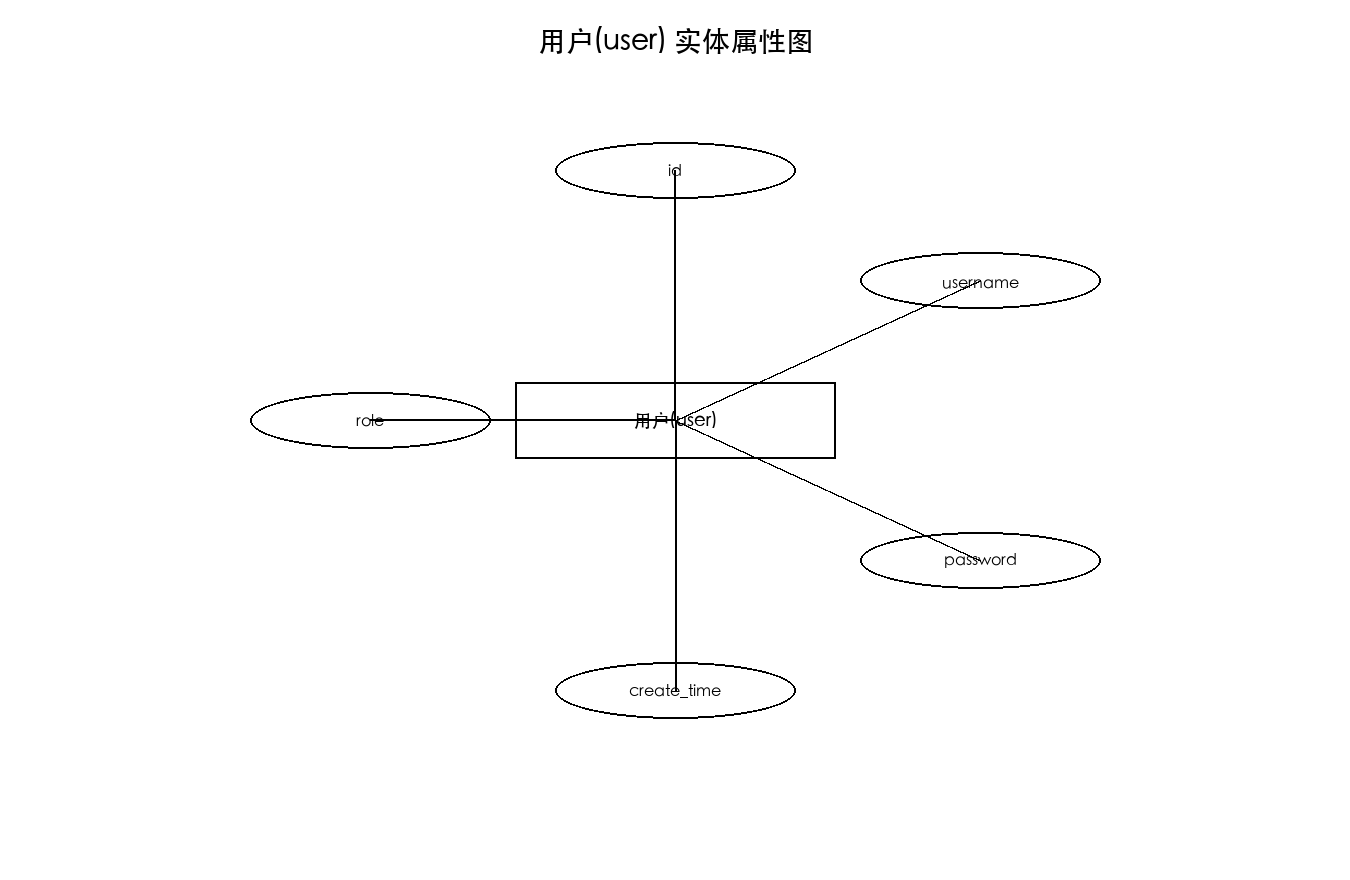 用户(user) 实体属性图
id
username
role
用户(user)
password
create_time